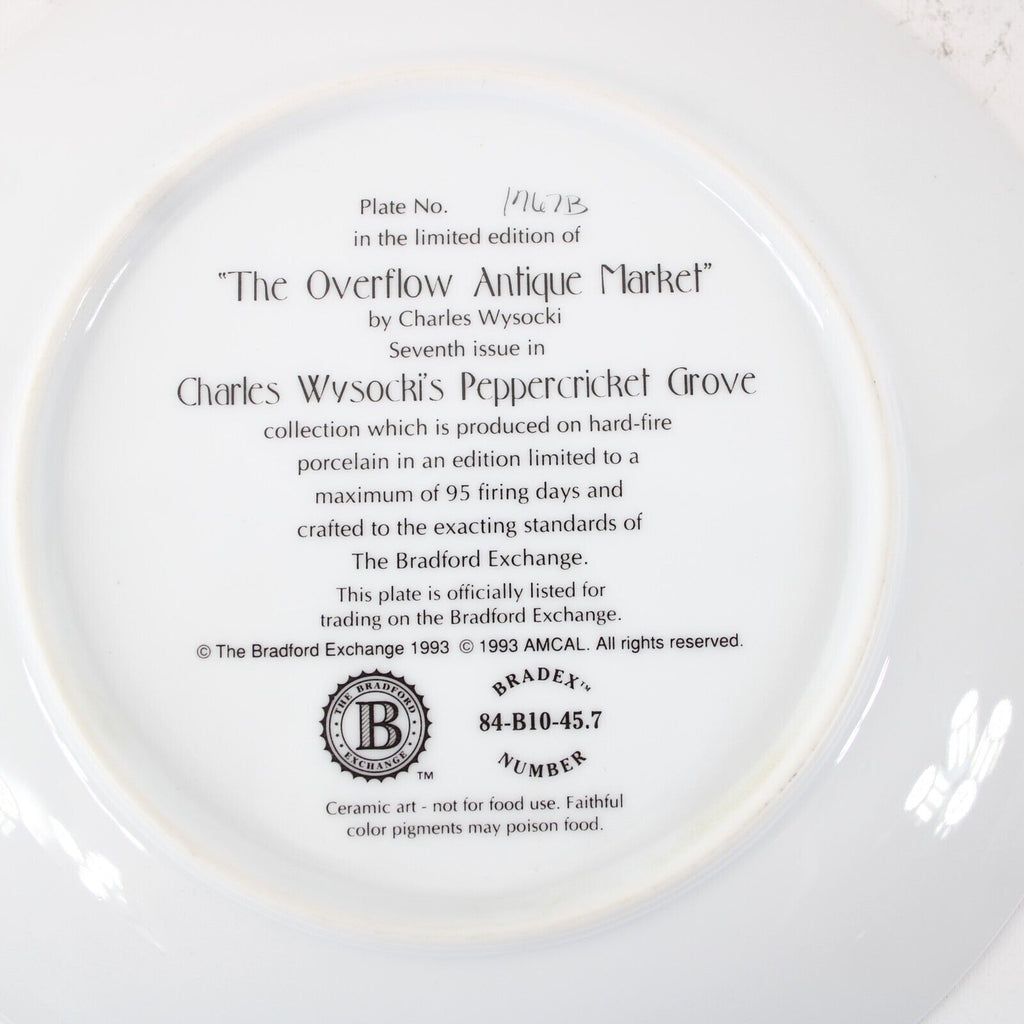 Plate No. 1767B
in the limited edition of
"The Overflow Antique Market"
by Charles Wysocki
Seventh issue in
Charles Wysocki's Peppercricket Grove
collection which is produced on hard-fire
porcelain in an edition limited to a
maximum of 95 firing days and
crafted to the exacting standards of
The Bradford Exchange.
This plate is officially listed for
trading on the Bradford Exchange.
© The Bradford Exchange 1993 © 1993 AMCAL. All rights reserved.
THE BRADFORD
B
EXCHANGE
TM
BRADEX™
84-B10-45.7
NUMBER
Ceramic art - not for food use. Faithful
color pigments may poison food.